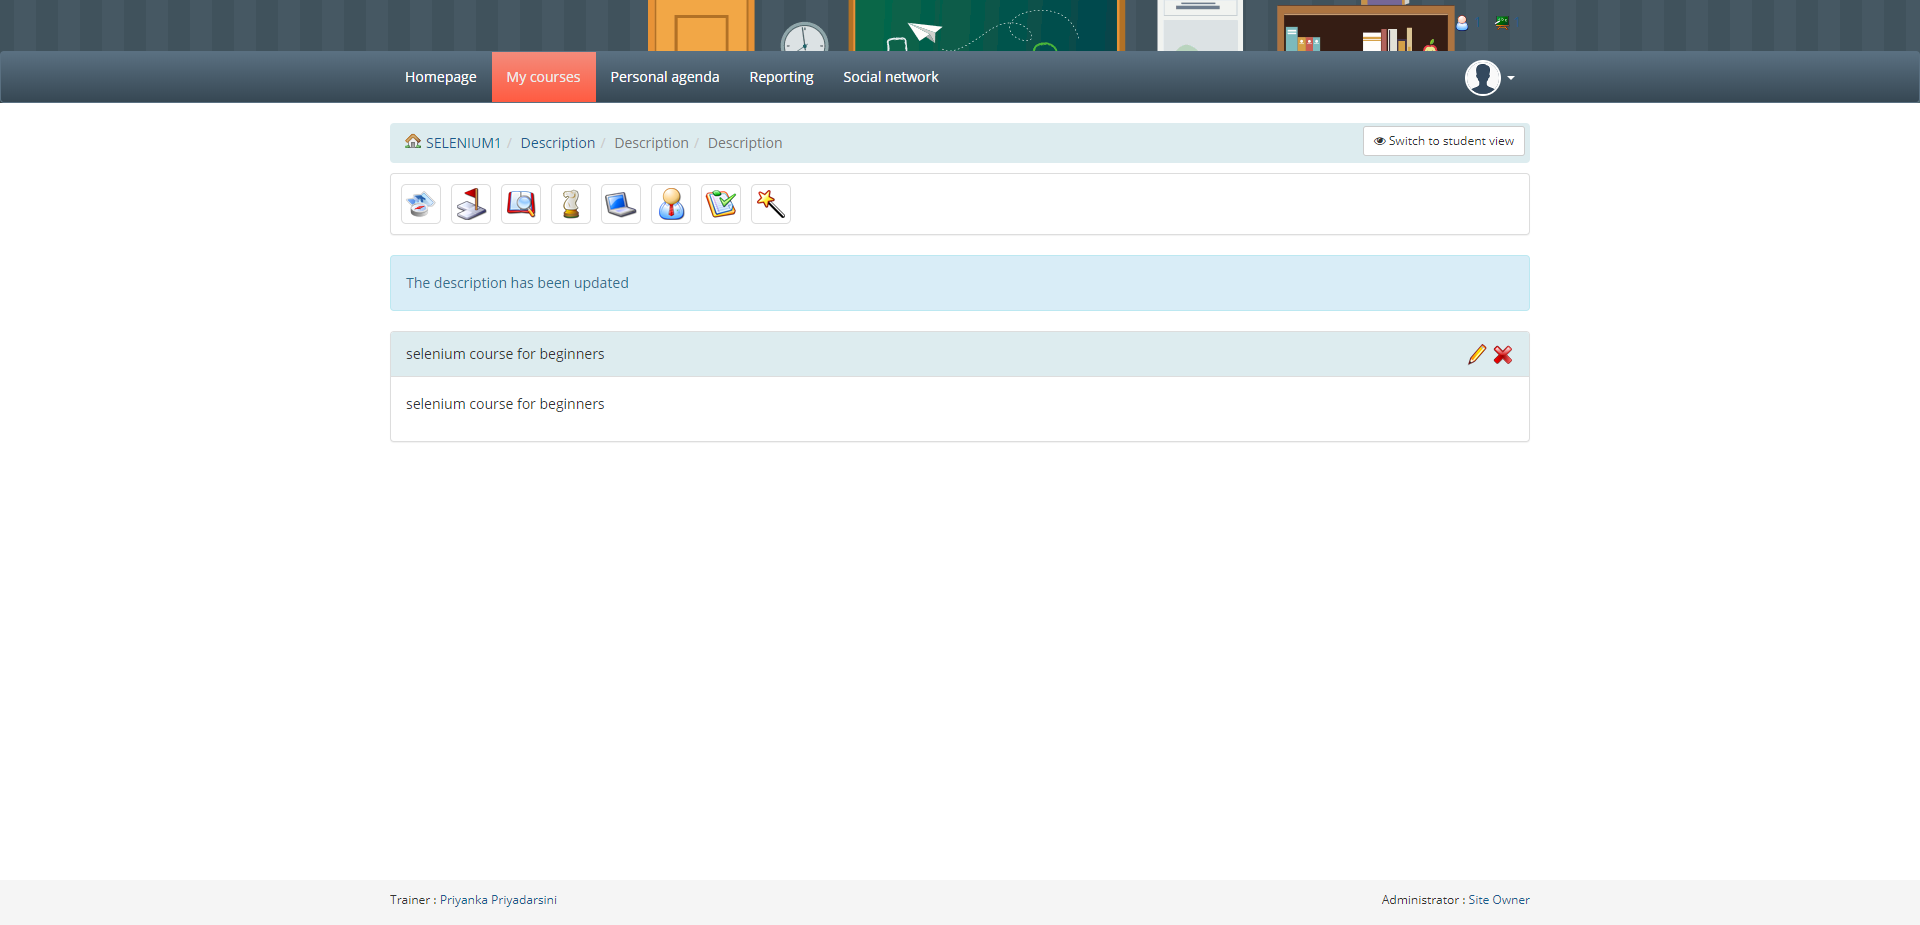 Homepage My courses Personal agenda Reporting Social network
SELENIUM1 / Description / Description / Description
Switch to student view
The description has been updated
selenium course for beginners
selenium course for beginners
Trainer : Priyanka Priyadarsini
Administrator : Site Owner